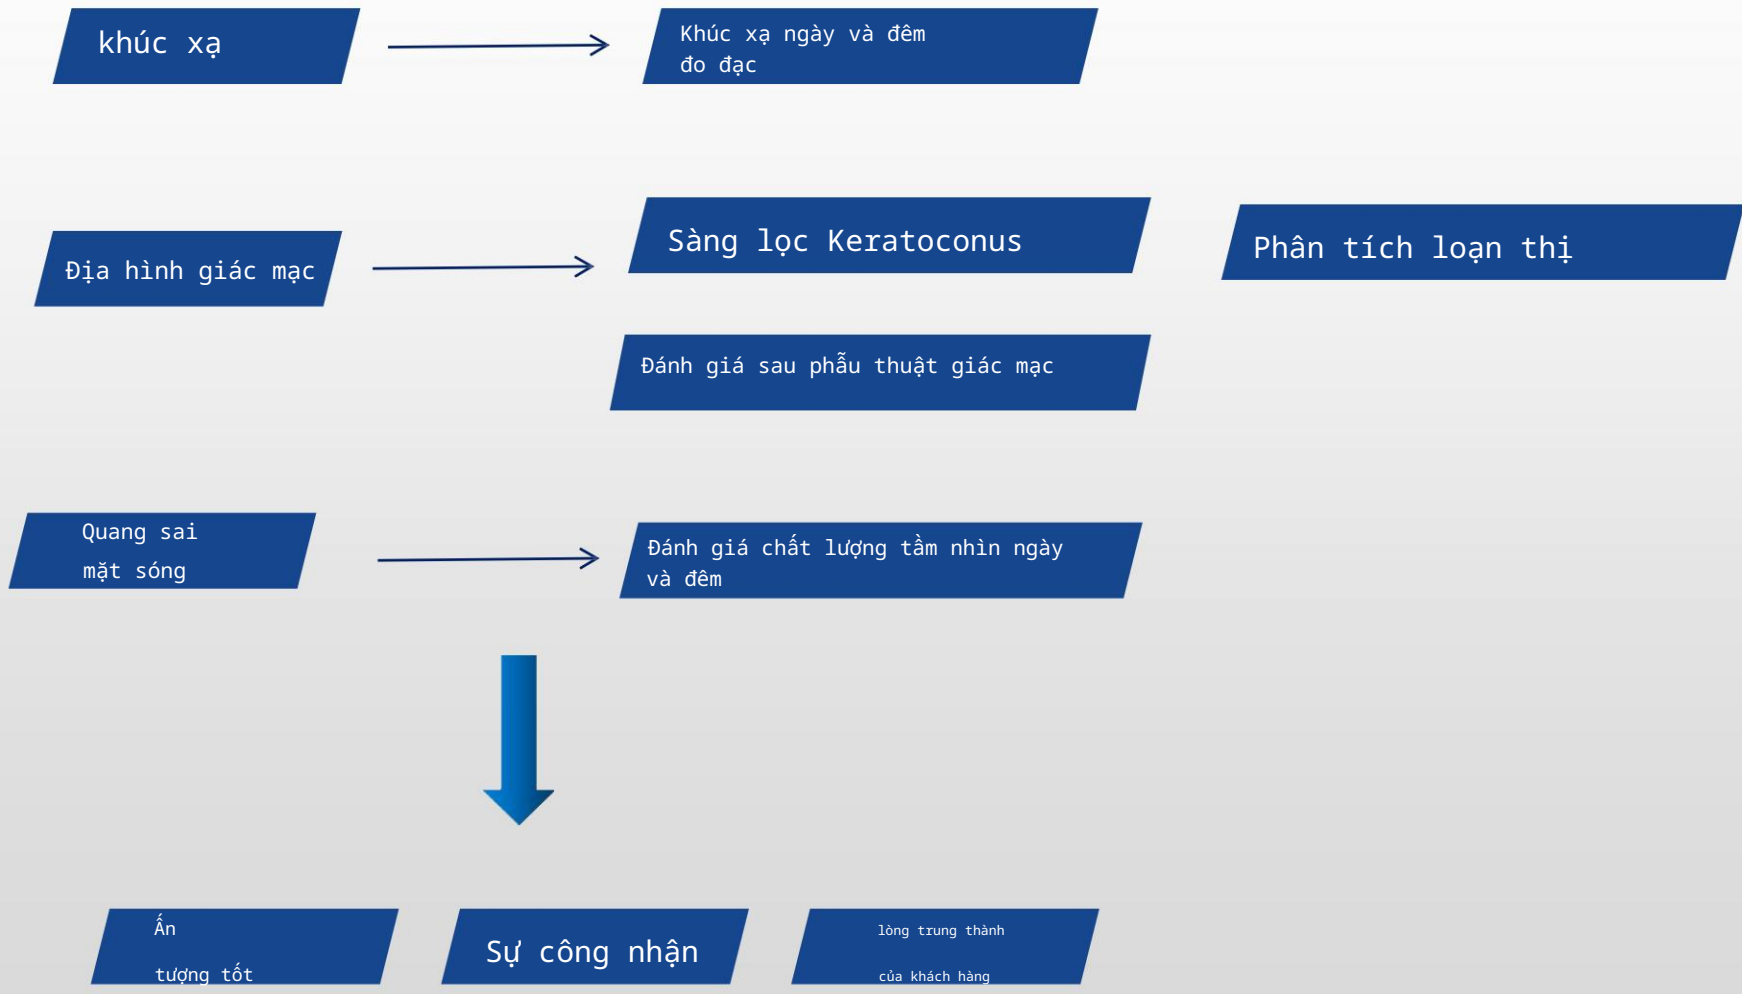 khúc xạ
Khúc xạ ngày và đêm
đo đạc
Địa hình giác mạc
Sàng lọc Keratoconus
Phân tích loạn thị
Đánh giá sau phẫu thuật giác mạc
Quang sai
mặt sóng
Đánh giá chất lượng tầm nhìn ngày
và đêm
Ấn
tượng tốt
Sự công nhận
lòng trung thành
của khách hàng